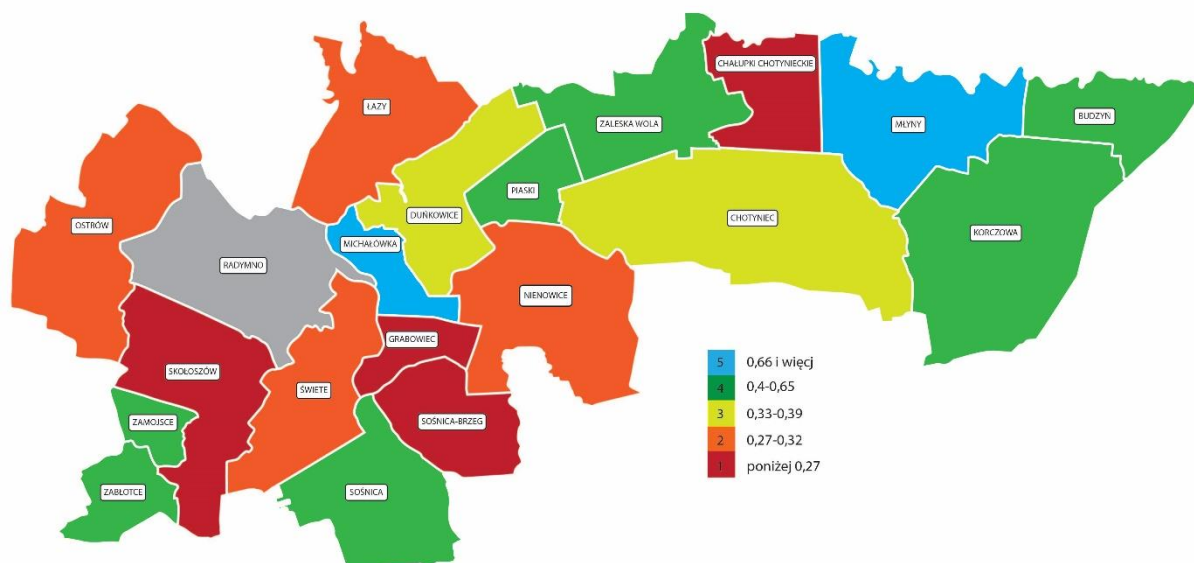 CHAŁUPKI CHOTYNIECKIE
ŁAZY
ZALESKA WOLA
MŁYNY
BUDZYN
PIASKI
OSTRÓW
DUŃKOWICE
CHOTYNIEC
KORCZOWA
MICHAŁÓWKA
RADYMNO
NIENOWICE
GRABOWIEC
SKOŁOSZÓW
ŚWIETE
SOŚNICA-BRZEG
ZAMOJSCE
ZABŁOTCE
SOŚNICA
5 0,66 i więcj
4 0,4-0,65
3 0,33-0,39
2 0,27-0,32
1 poniżej 0,27